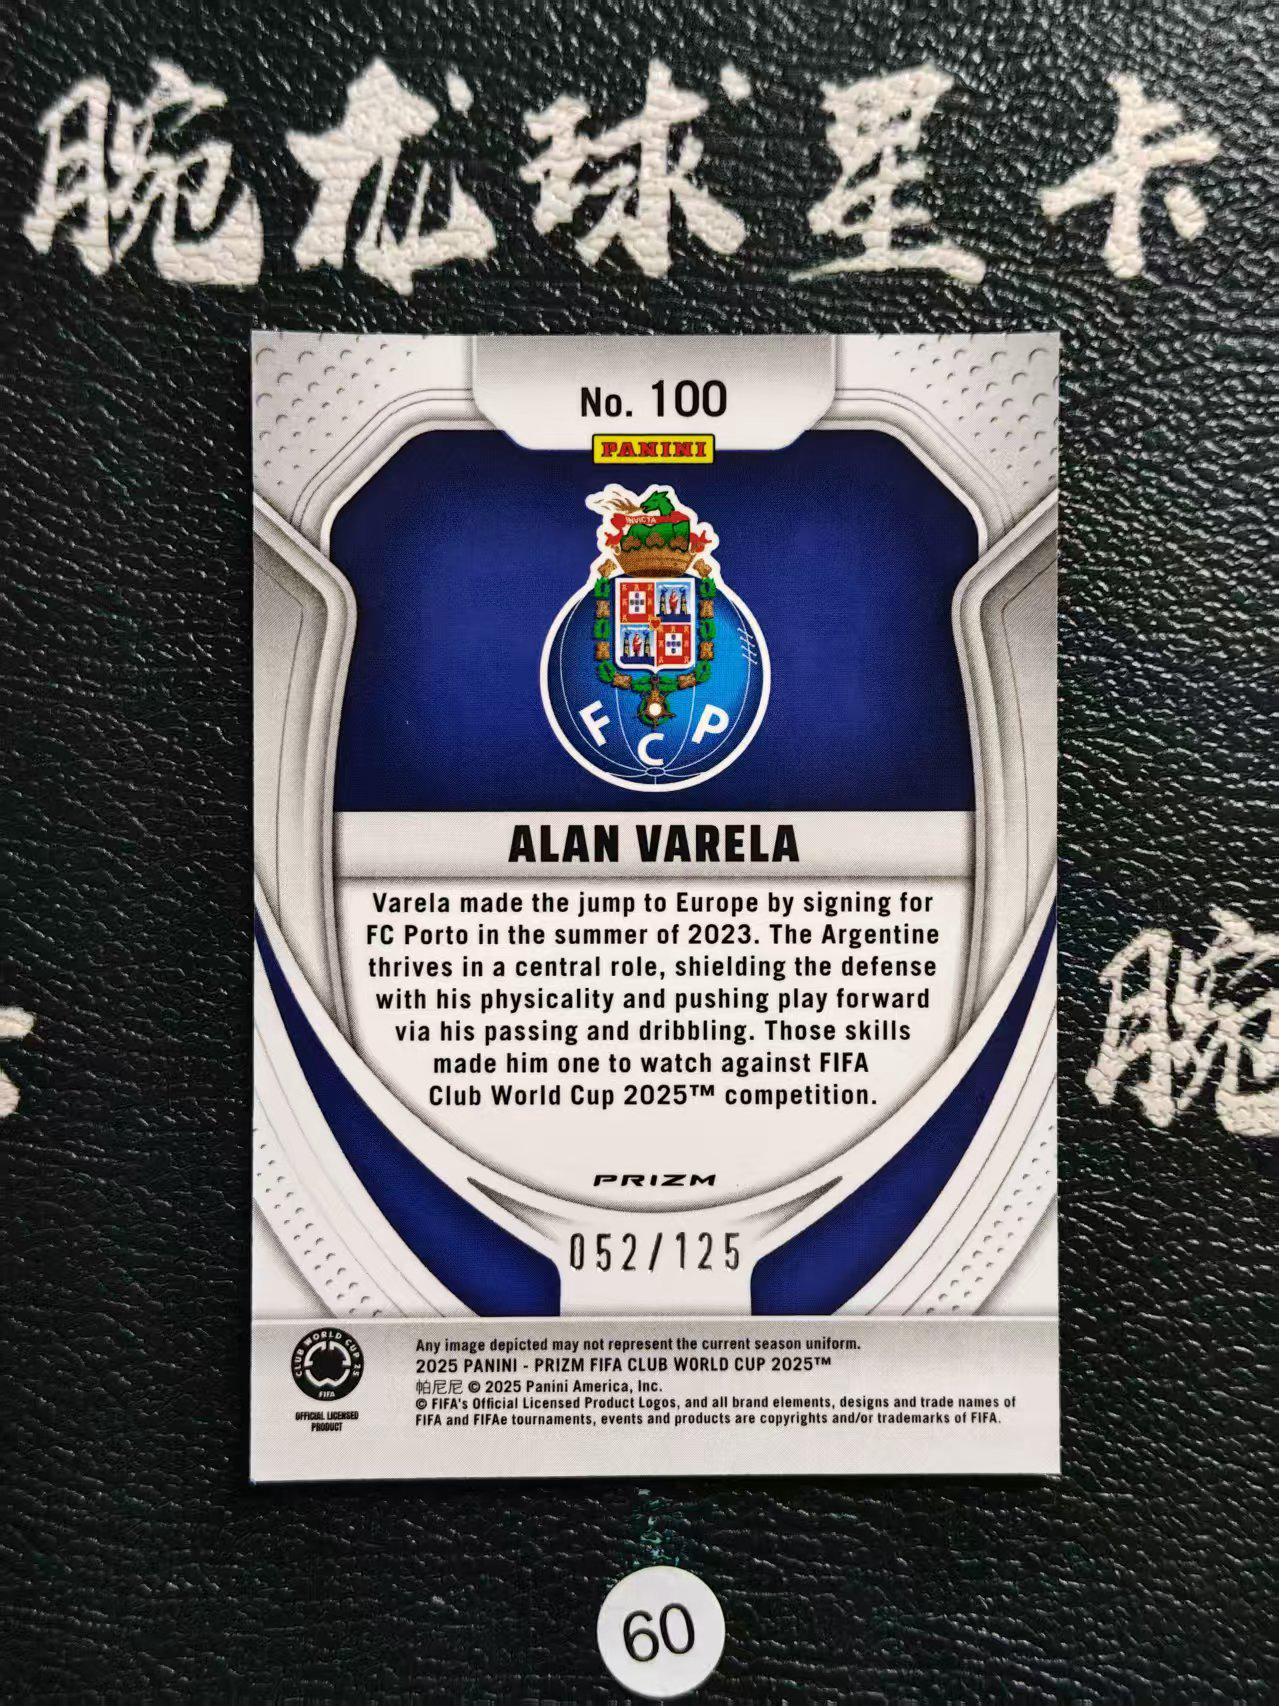 腕龙球星卡
No. 100
PANINI
INVICTA
F C P
ALAN VARELA
Varela made the jump to Europe by signing for
FC Porto in the summer of 2023. The Argentine
thrives in a central role, shielding the defense
with his physicality and pushing play forward
via his passing and dribbling. Those skills
made him one to watch against FIFA
Club World Cup 2025™ competition.
腕
PRIZM
052/125
CLUB WORLD CUP 25
FIFA
OFFICIAL LICENSED
PRODUCT
Any image depicted may not represent the current season uniform.
2025 PANINI - PRIZM FIFA CLUB WORLD CUP 2025™
帕尼尼 © 2025 Panini America, Inc.
© FIFA's Official Licensed Product Logos, and all brand elements, designs and trade names of
FIFA and FIFAe tournaments, events and products are copyrights and/or trademarks of FIFA.
60